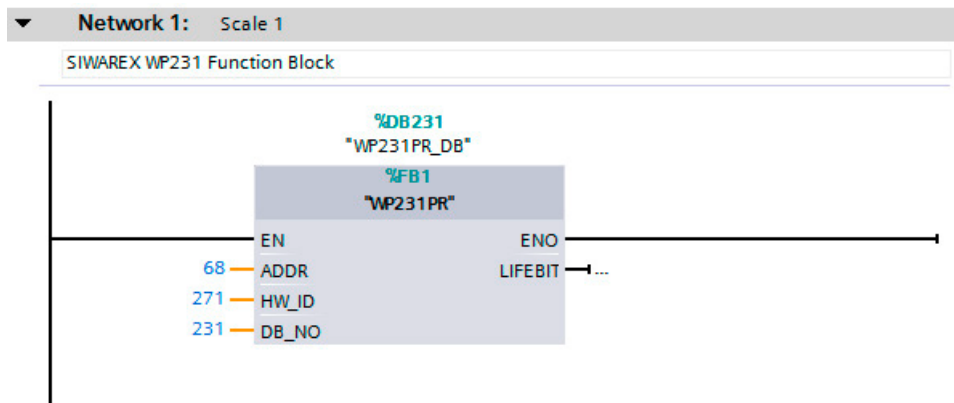 Network 1: Scale 1
SIWAREX WP231 Function Block
%DB231
"WP231PR_DB"
%FB1
"WP231PR"
EN ENO
68 ADDR LIFEBIT ...
271 HW_ID
231 DB_NO